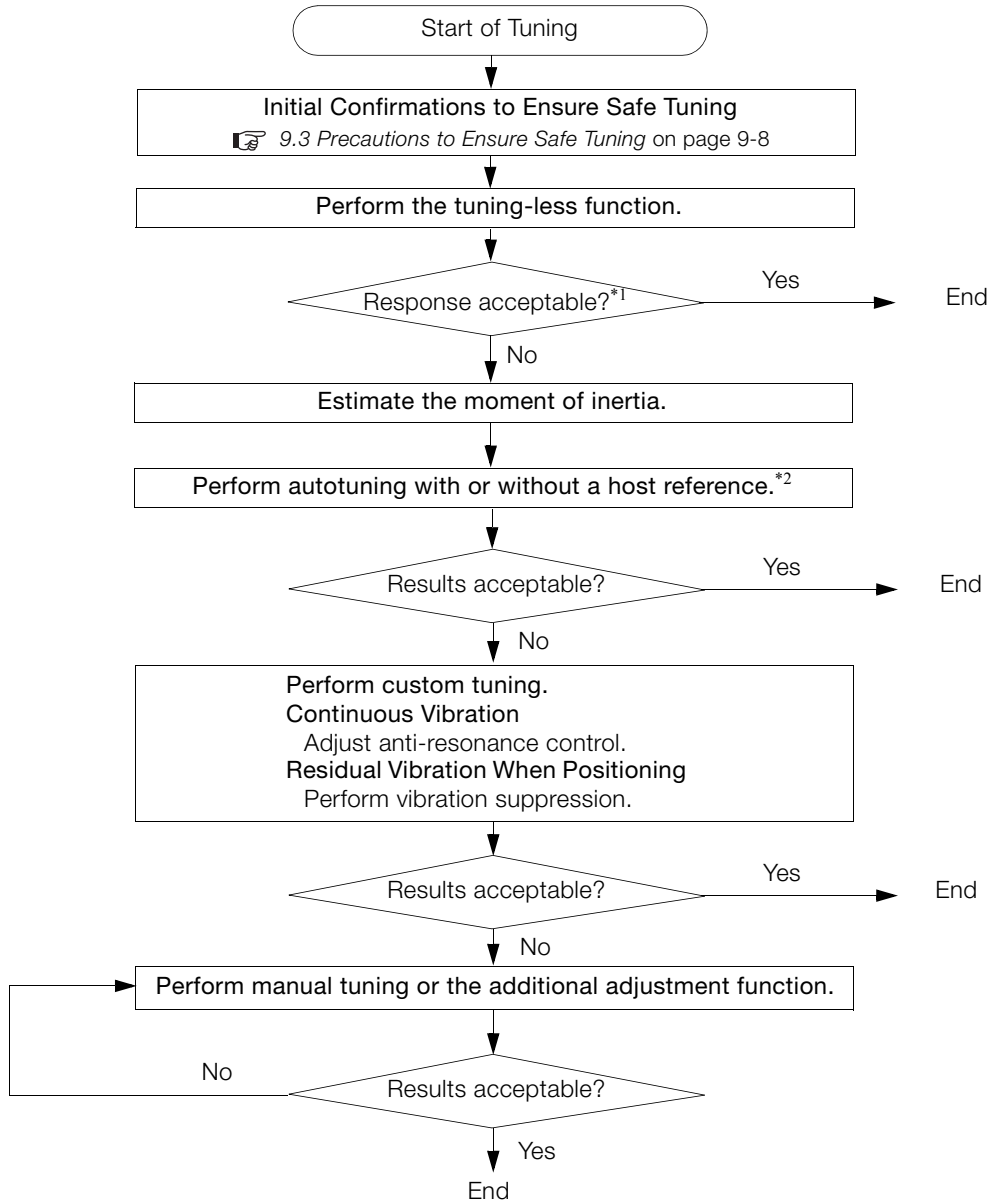 Start of Tuning
Initial Confirmations to Ensure Safe Tuning
9.3 Precautions to Ensure Safe Tuning on page 9-8
Perform the tuning-less function.
Response acceptable?*1
Yes
End
No
Estimate the moment of inertia.
Perform autotuning with or without a host reference.*2
Results acceptable?
Yes
End
No
Perform custom tuning.
Continuous Vibration
Adjust anti-resonance control.
Residual Vibration When Positioning
Perform vibration suppression.
Results acceptable?
Yes
End
No
Perform manual tuning or the additional adjustment function.
Results acceptable?
No
Yes
End